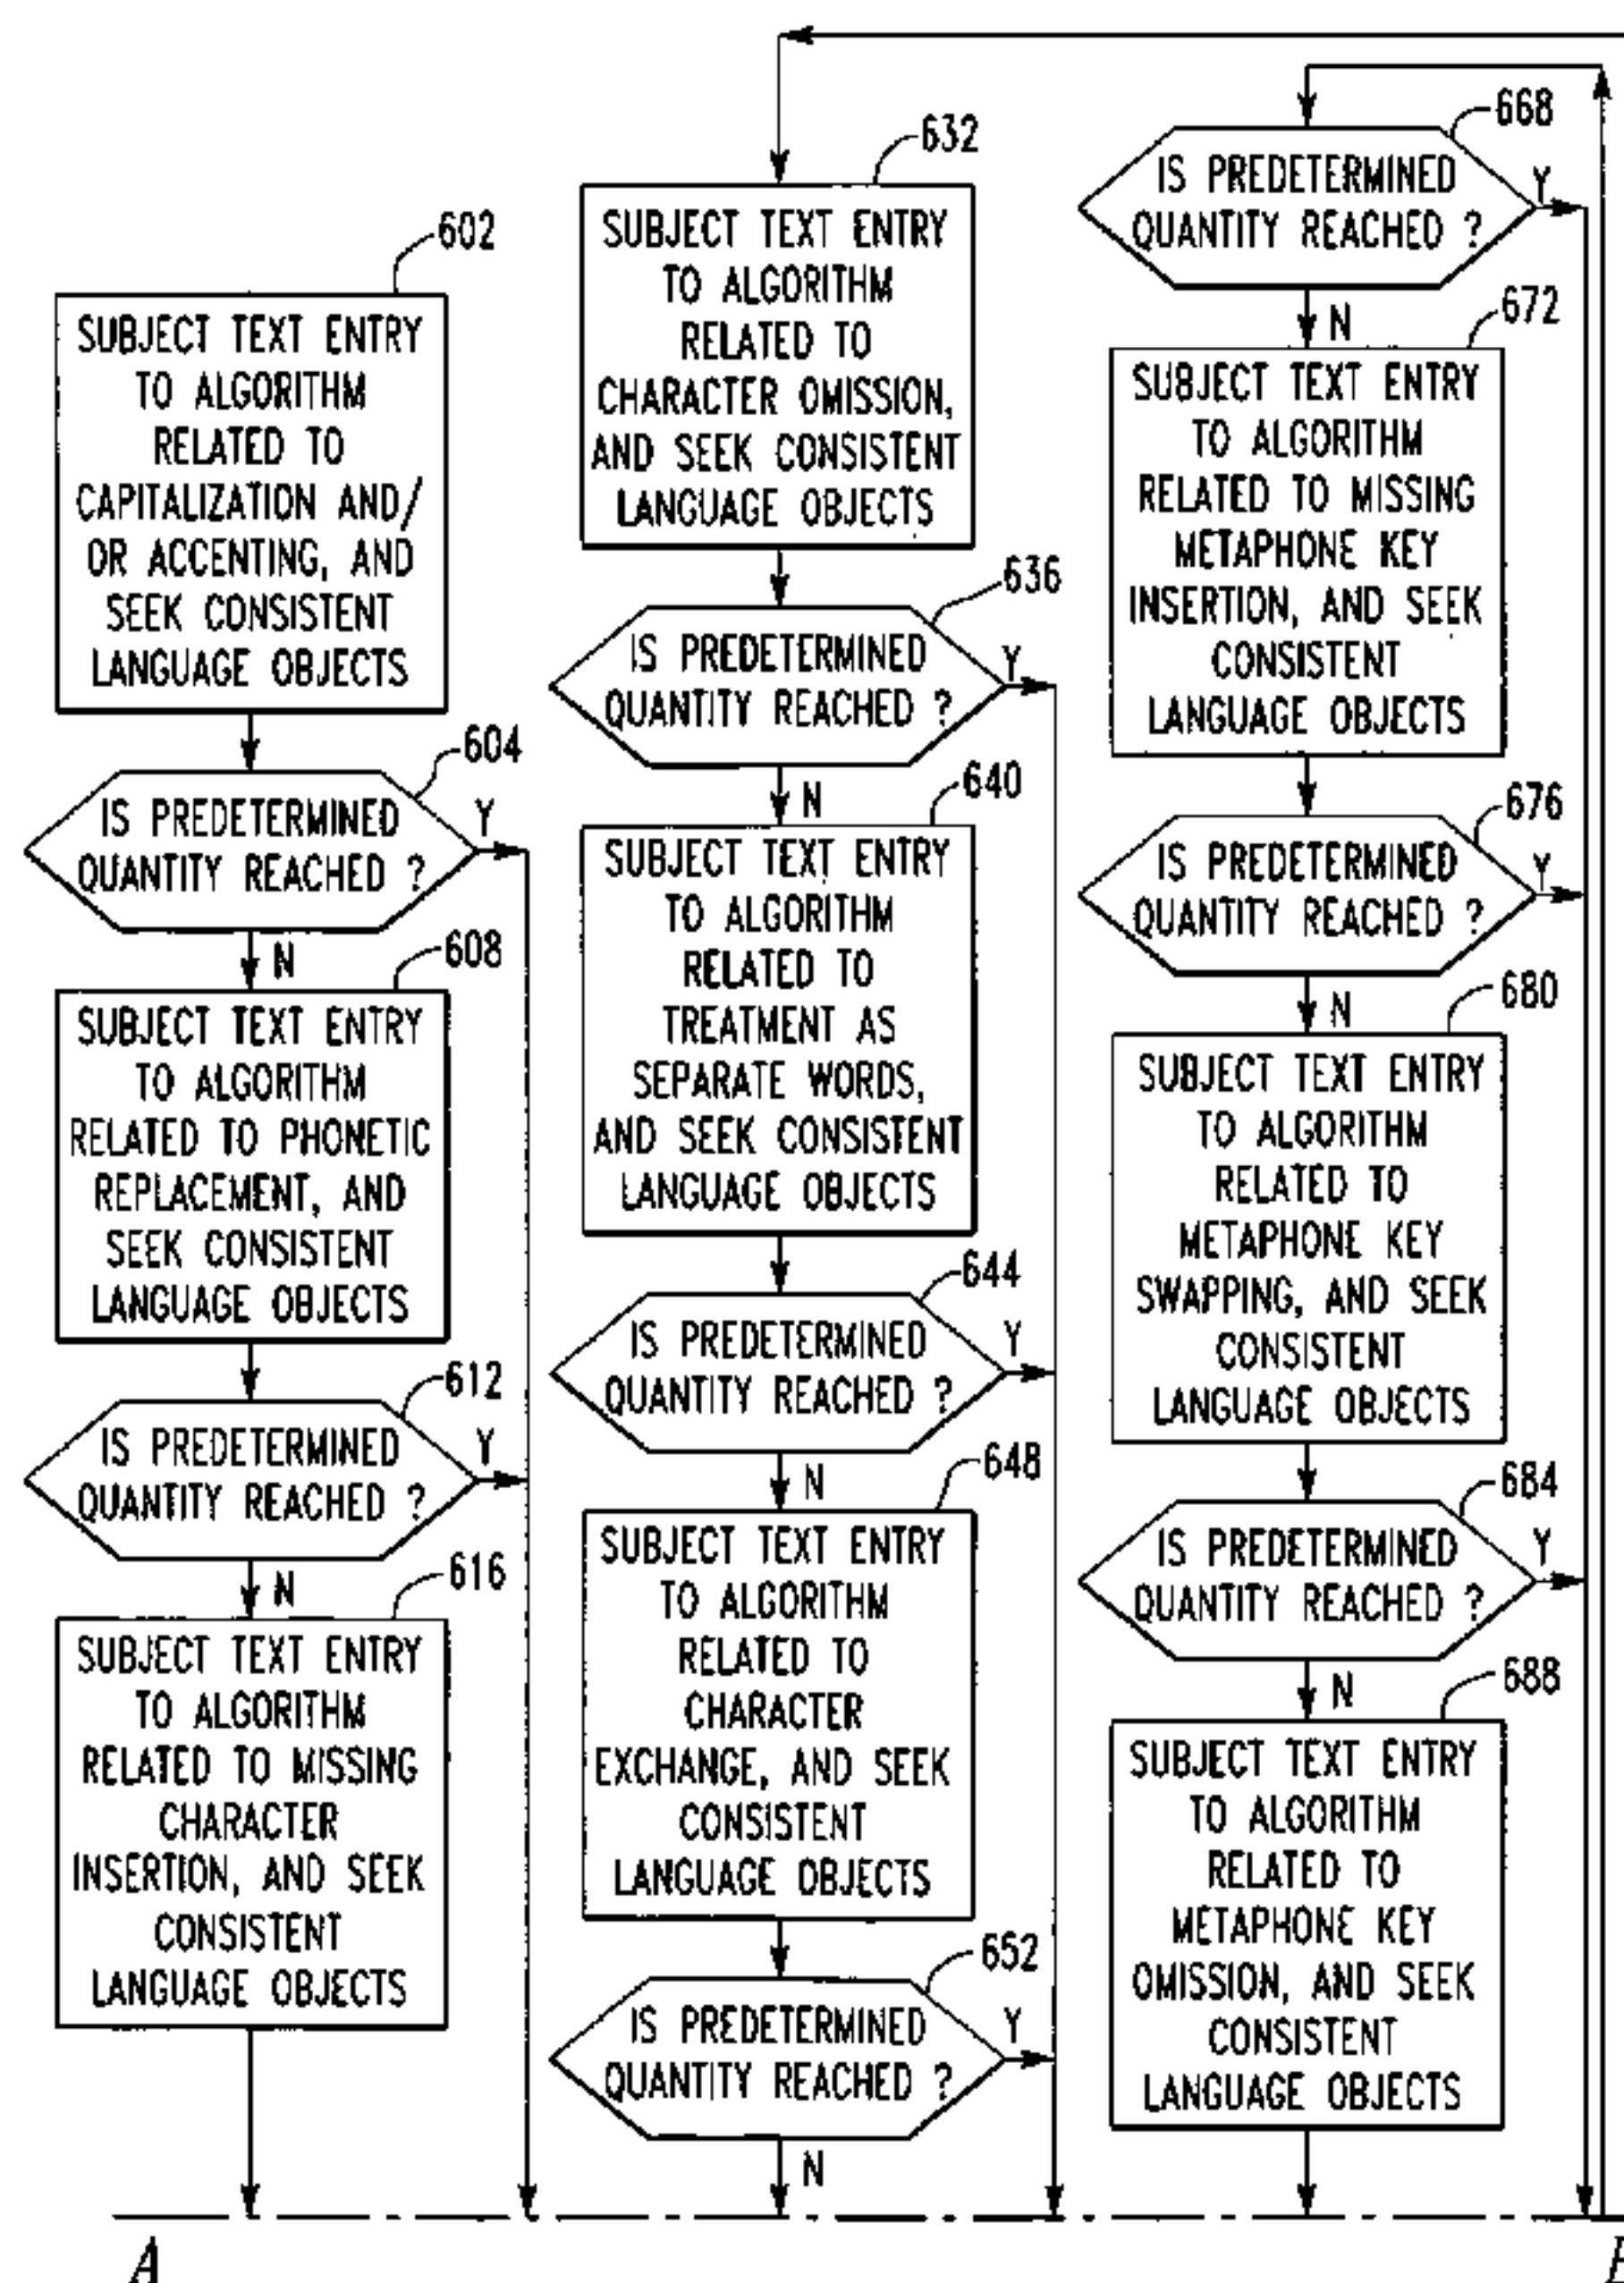 602
SUBJECT TEXT ENTRY
TO ALGORITHM
RELATED TO
CAPITALIZATION AND/
OR ACCENTING, AND
SEEK CONSISTENT
LANGUAGE OBJECTS
604
IS PREDETERMINED
QUANTITY REACHED ?
Y
N
608
SUBJECT TEXT ENTRY
TO ALGORITHM
RELATED TO PHONETIC
REPLACEMENT, AND
SEEK CONSISTENT
LANGUAGE OBJECTS
612
IS PREDETERMINED
QUANTITY REACHED ?
Y
N
616
SUBJECT TEXT ENTRY
TO ALGORITHM
RELATED TO MISSING
CHARACTER
INSERTION, AND SEEK
CONSISTENT
LANGUAGE OBJECTS
632
SUBJECT TEXT ENTRY
TO ALGORITHM
RELATED TO
CHARACTER OMISSION,
AND SEEK CONSISTENT
LANGUAGE OBJECTS
636
IS PREDETERMINED
QUANTITY REACHED ?
Y
N
640
SUBJECT TEXT ENTRY
TO ALGORITHM
RELATED TO
TREATMENT AS
SEPARATE WORDS,
AND SEEK CONSISTENT
LANGUAGE OBJECTS
644
IS PREDETERMINED
QUANTITY REACHED ?
Y
N
648
SUBJECT TEXT ENTRY
TO ALGORITHM
RELATED TO
CHARACTER
EXCHANGE, AND SEEK
CONSISTENT
LANGUAGE OBJECTS
652
IS PREDETERMINED
QUANTITY REACHED ?
Y
N
668
IS PREDETERMINED
QUANTITY REACHED ?
Y
N
672
SUBJECT TEXT ENTRY
TO ALGORITHM
RELATED TO MISSING
METAPHONE KEY
INSERTION, AND SEEK
CONSISTENT
LANGUAGE OBJECTS
676
IS PREDETERMINED
QUANTITY REACHED ?
Y
N
680
SUBJECT TEXT ENTRY
TO ALGORITHM
RELATED TO
METAPHONE KEY
SWAPPING, AND SEEK
CONSISTENT
LANGUAGE OBJECTS
684
IS PREDETERMINED
QUANTITY REACHED ?
Y
N
688
SUBJECT TEXT ENTRY
TO ALGORITHM
RELATED TO
METAPHONE KEY
OMISSION, AND SEEK
CONSISTENT
LANGUAGE OBJECTS
A